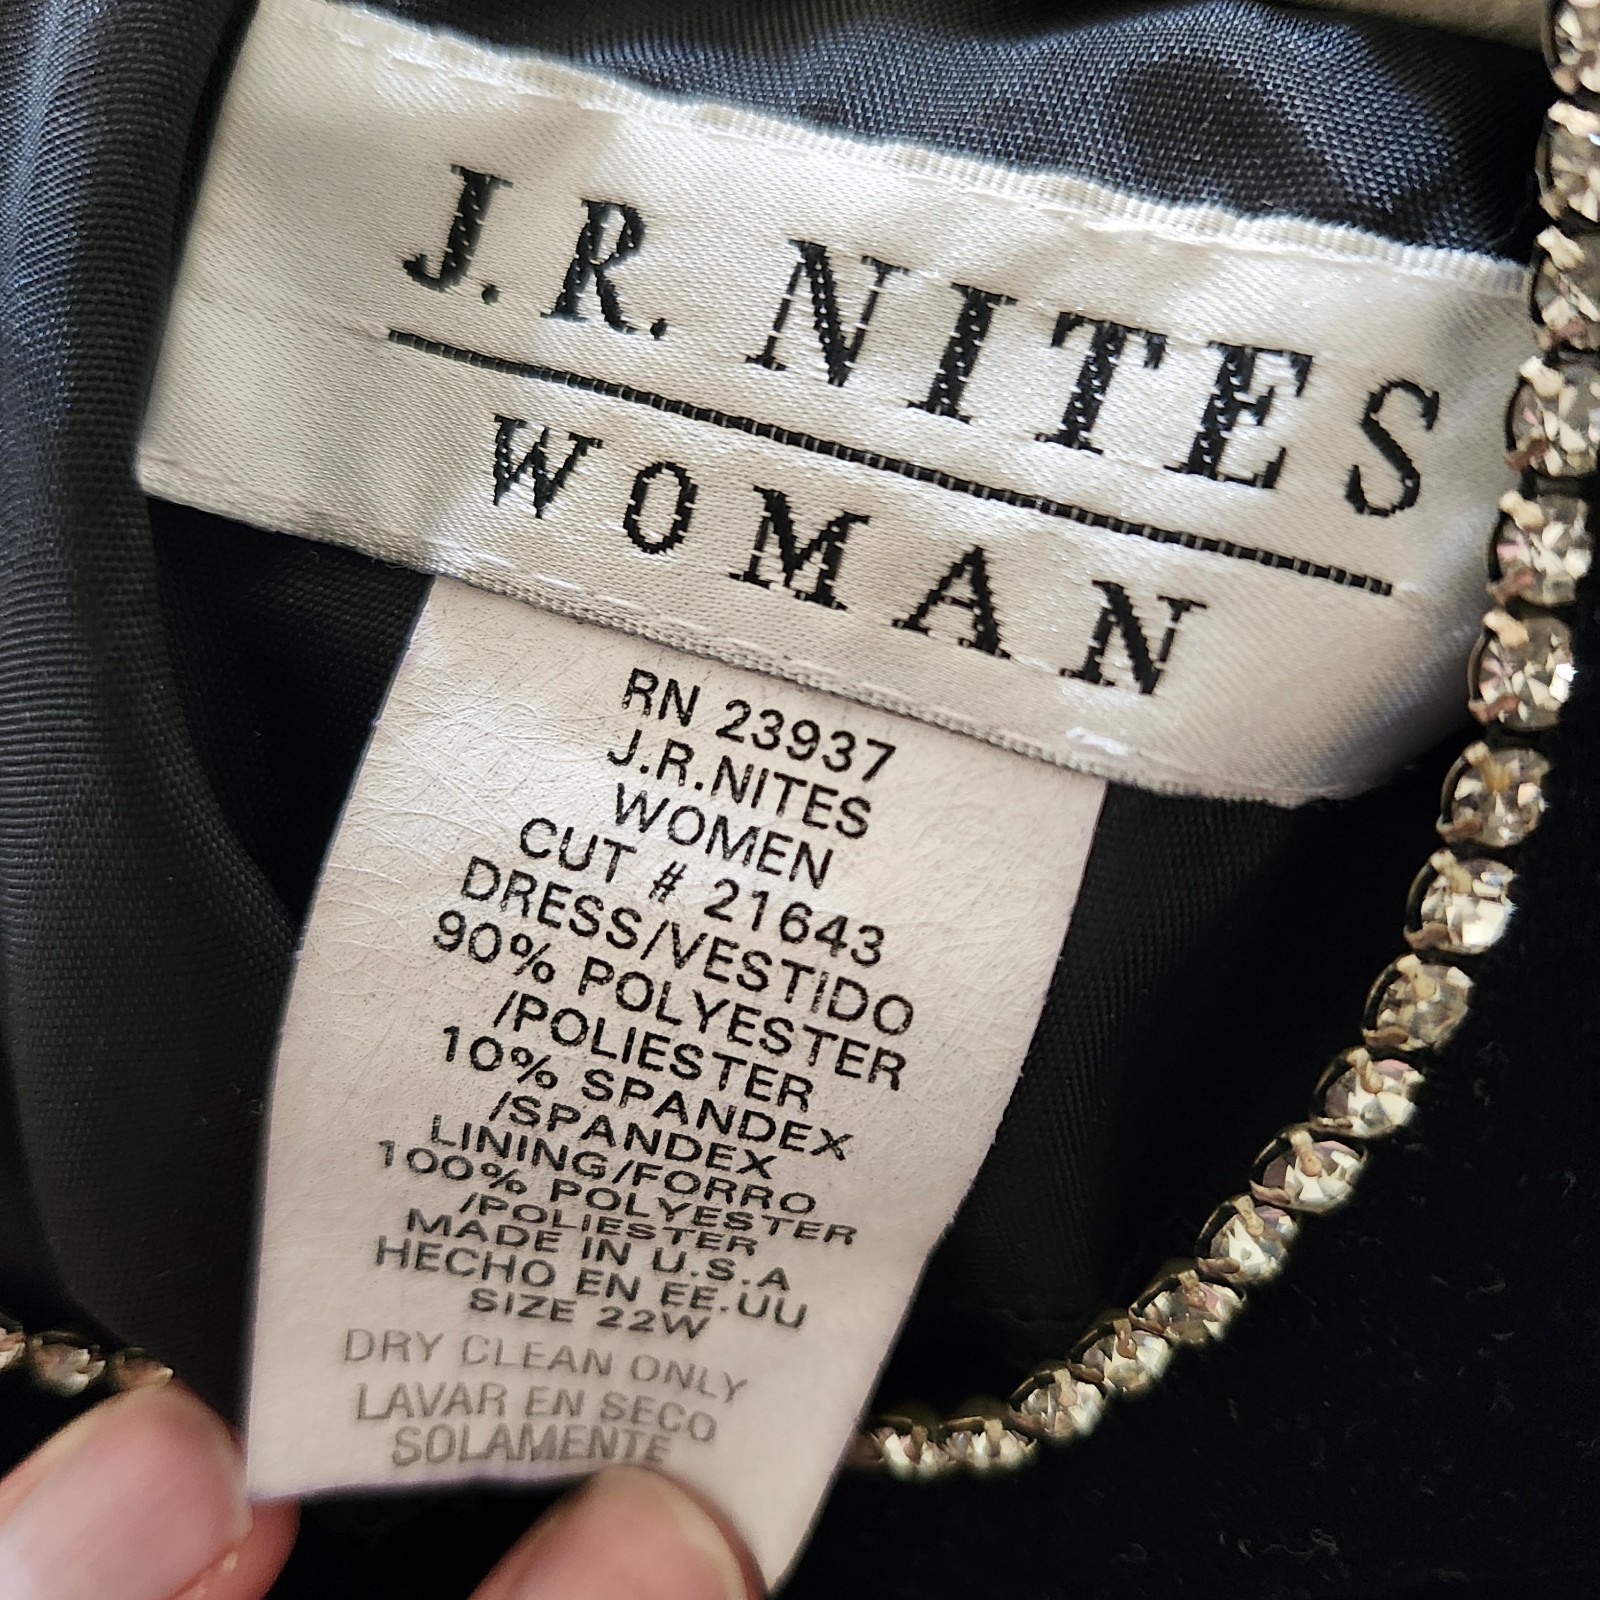 J.R. NITES
WOMAN
RN 23937
J.R.NITES
WOMEN
CUT # 21643
DRESS/VESTIDO
90% POLYESTER
/POLIESTER
10% SPANDEX
/SPANDEX
LINING/FORRO
100% POLYESTER
/POLIESTER
MADE IN U.S.A
HECHO EN EE.UU
SIZE 22W
DRY CLEAN ONLY
LAVAR EN SECO
SOLAMENTE